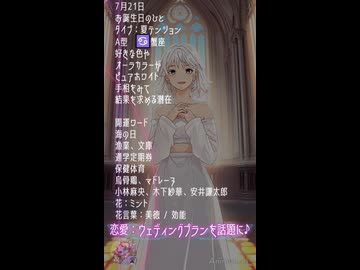 7月21日
お誕生日のひと
タイプ：夏テンション
A型 ♋ 蟹座
好きな色や
オーラカラーが
ピュアホワイト
手相をみて
結果を求める潜在
開運ワード
海の日
漁業、文庫
通学定期券
保健体育
烏骨鶏、マドレーヌ
小林麻央、木下紗華、安井謙太郎
花：ミント
花言葉：美徳 / 効能
恋愛：ウェディングプランを話題に♪